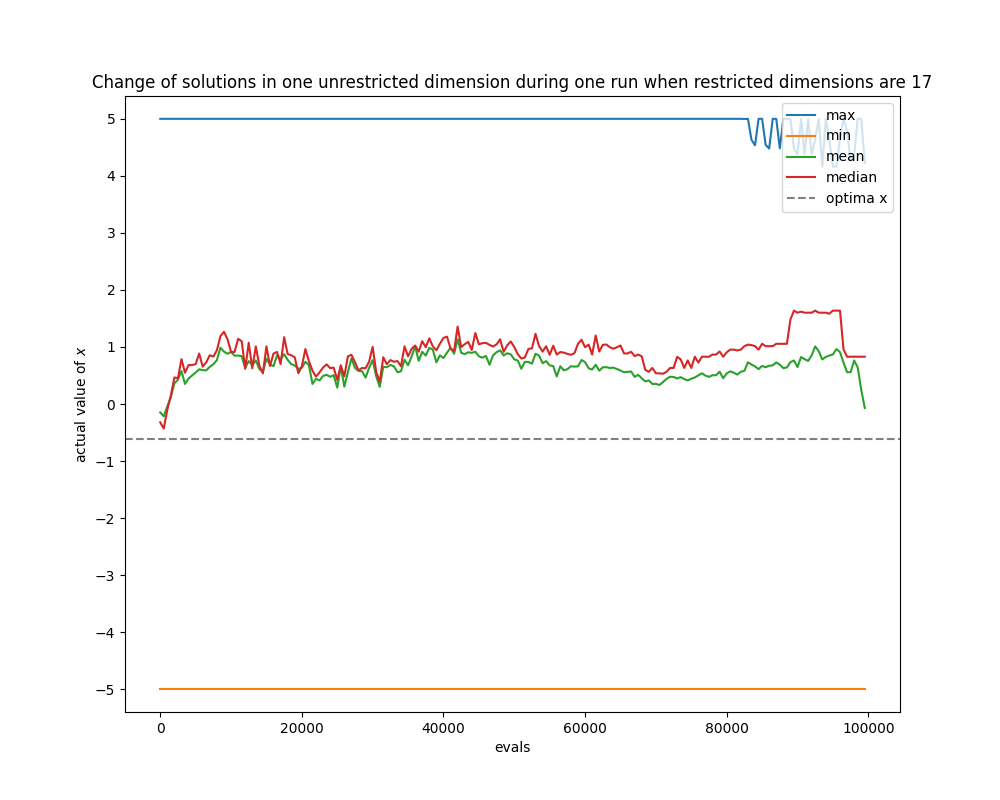 Change of solutions in one unrestricted dimension during one run when restricted dimensions are 17
max
min
mean
median
optima x
actual value of x
5
4
3
2
1
0
−1
−2
−3
−4
−5
0 20000 40000 60000 80000 100000
evals